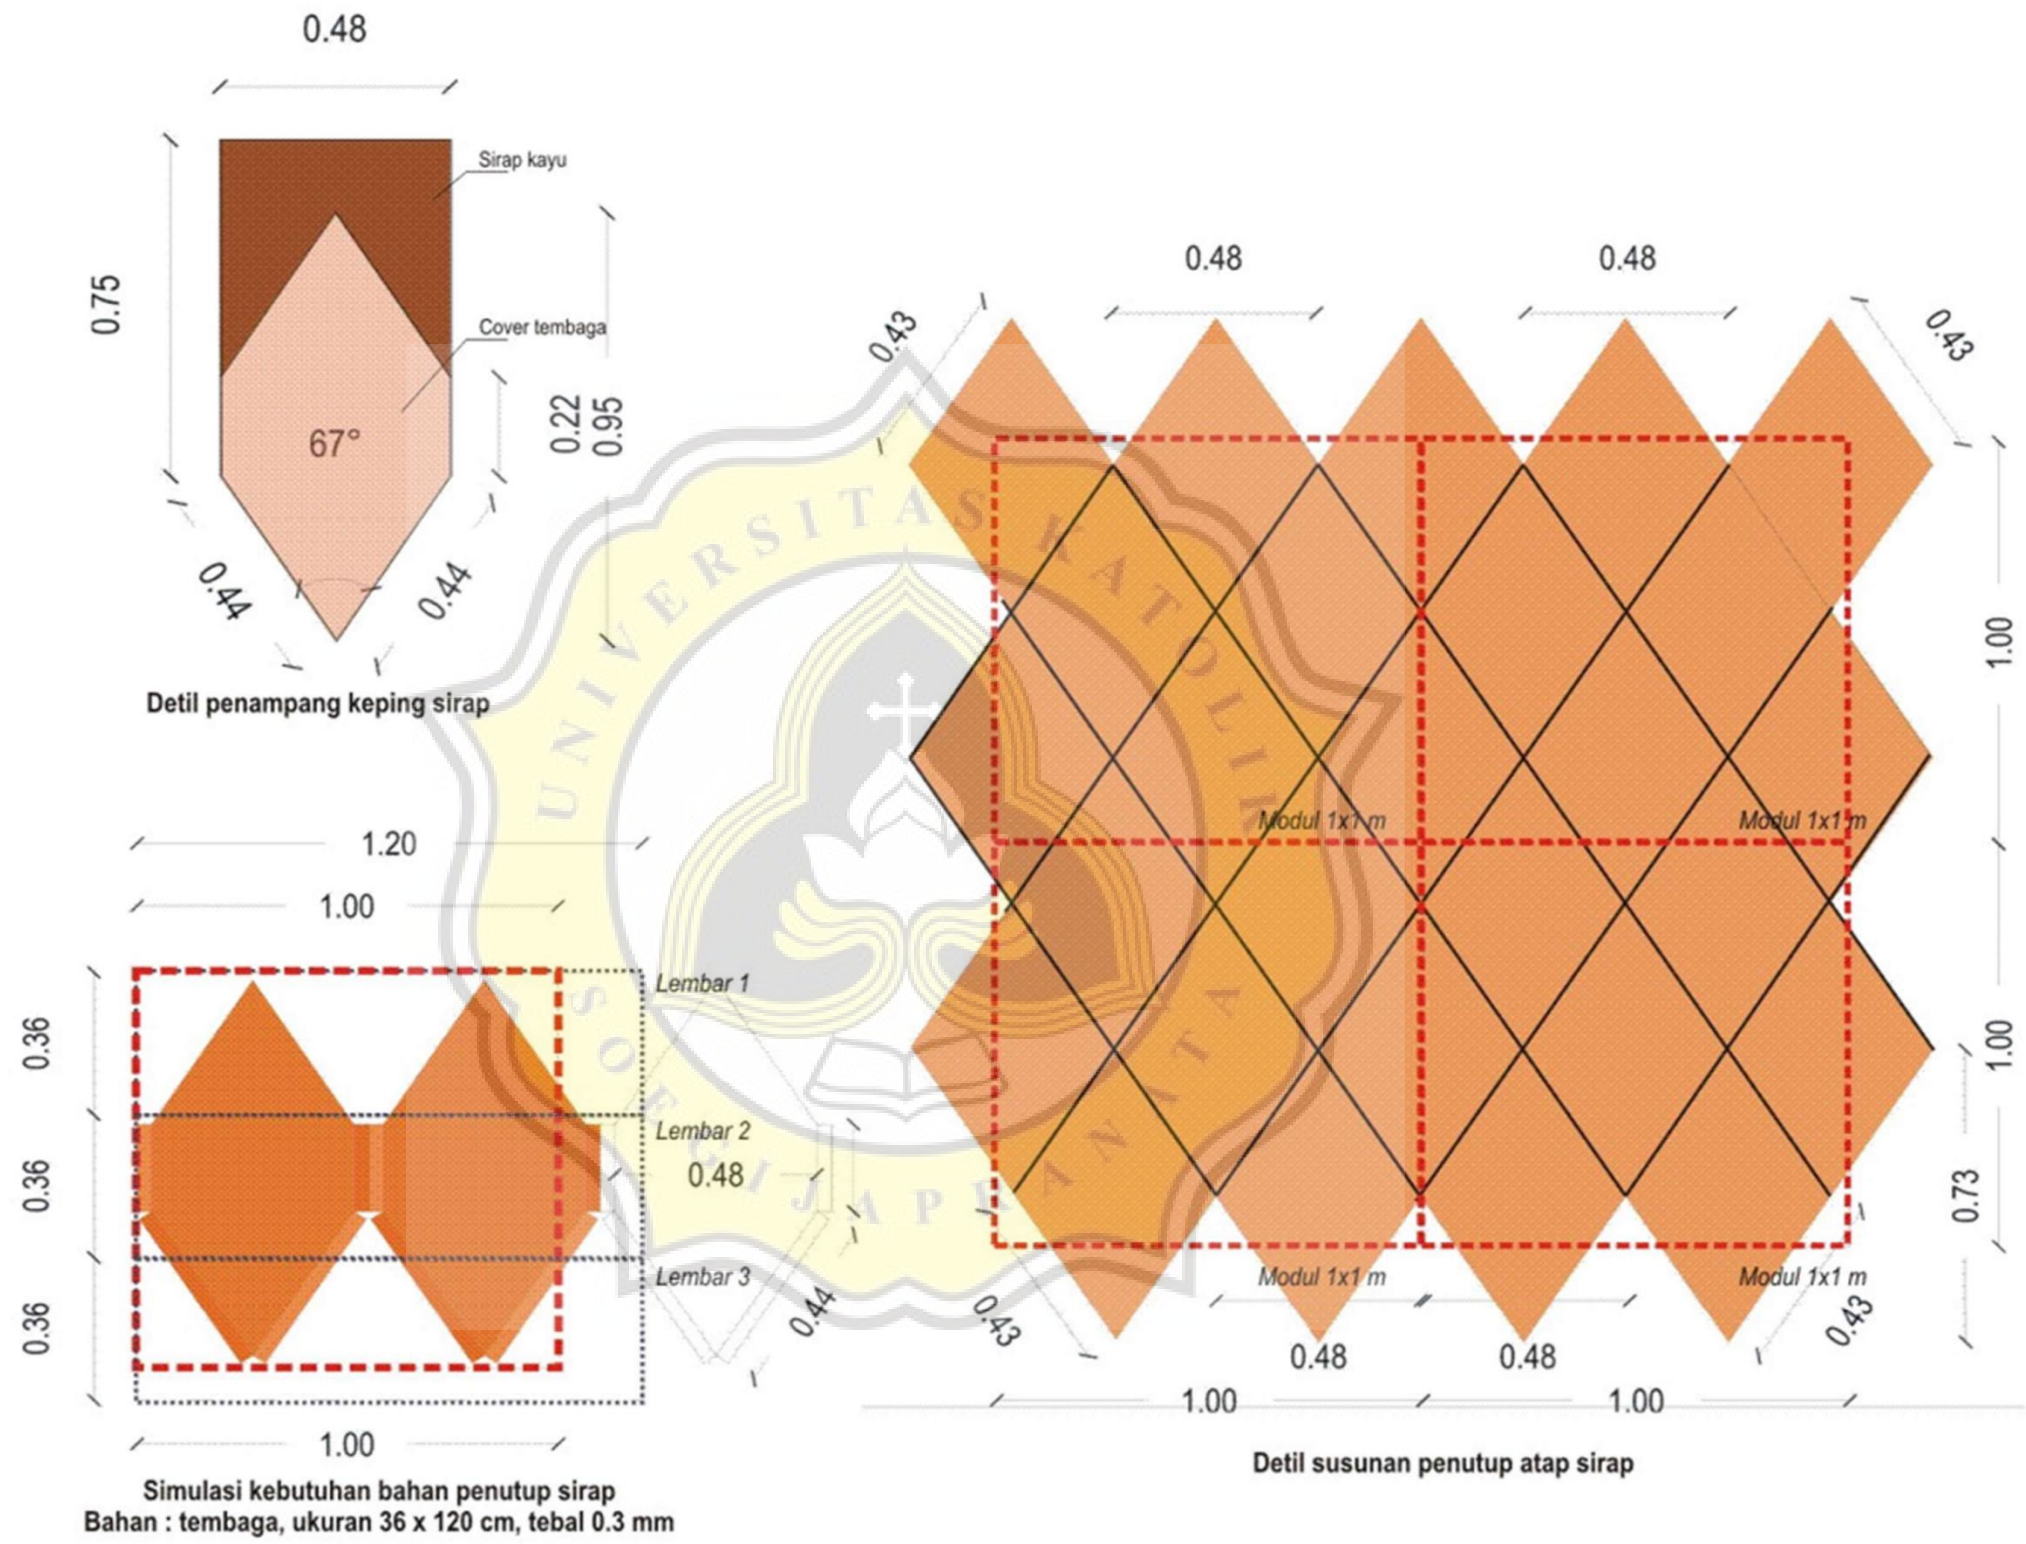 0.48
Sirap kayu
0.75
Cover tembaga
0.22
0.95
67°
0.44
0.44
Detil penampang keping sirap
1.20
1.00
0.36
0.36
0.36
Lembar 1
Lembar 2
0.48
Lembar 3
0.44
1.00
Simulasi kebutuhan bahan penutup sirap
Bahan : tembaga, ukuran 36 x 120 cm, tebal 0.3 mm
UNIVERSITAS KATOLIK
SOEGIJAPRANATA
0.48
0.48
0.43
0.43
1.00
Modul 1x1 m
Modul 1x1 m
1.00
0.73
Modul 1x1 m
Modul 1x1 m
0.43
0.43
0.48
0.48
1.00
1.00
Detil susunan penutup atap sirap